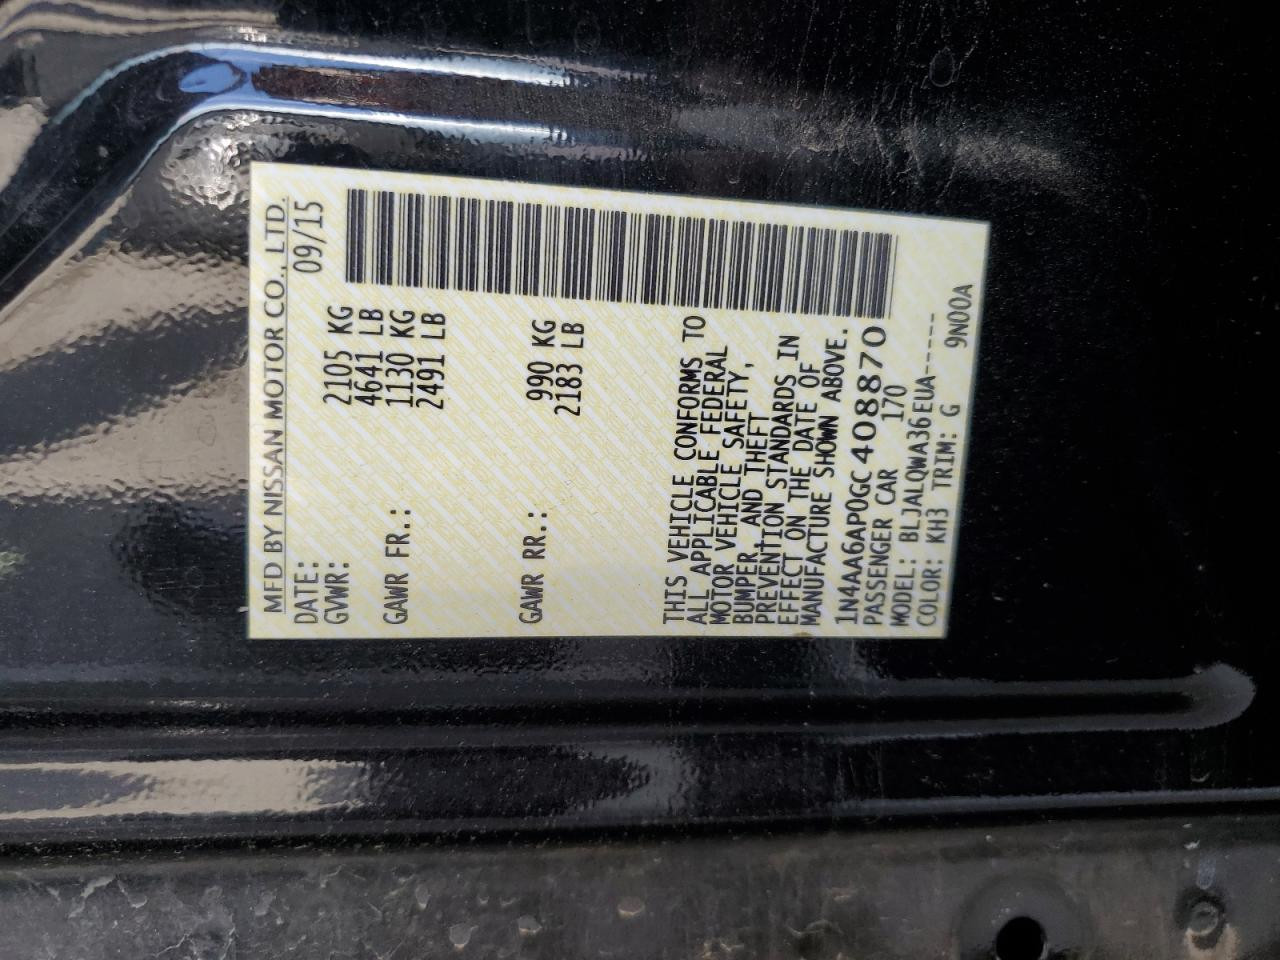 MFD BY NISSAN MOTOR CO., LTD.
DATE: 09/15
GVWR: 2105 KG
4641 LB
GAWR FR.: 1130 KG
2491 LB
GAWR RR.: 990 KG
2183 LB
THIS VEHICLE CONFORMS TO
ALL APPLICABLE FEDERAL
MOTOR VEHICLE SAFETY,
BUMPER, AND THEFT
PREVENTION STANDARDS IN
EFFECT ON THE DATE OF
MANUFACTURE SHOWN ABOVE.
1N4AA6AP0GC408870
PASSENGER CAR 170
MODEL: BLJALQWA36EUA-----
COLOR: KH3 TRIM: G 9N00A